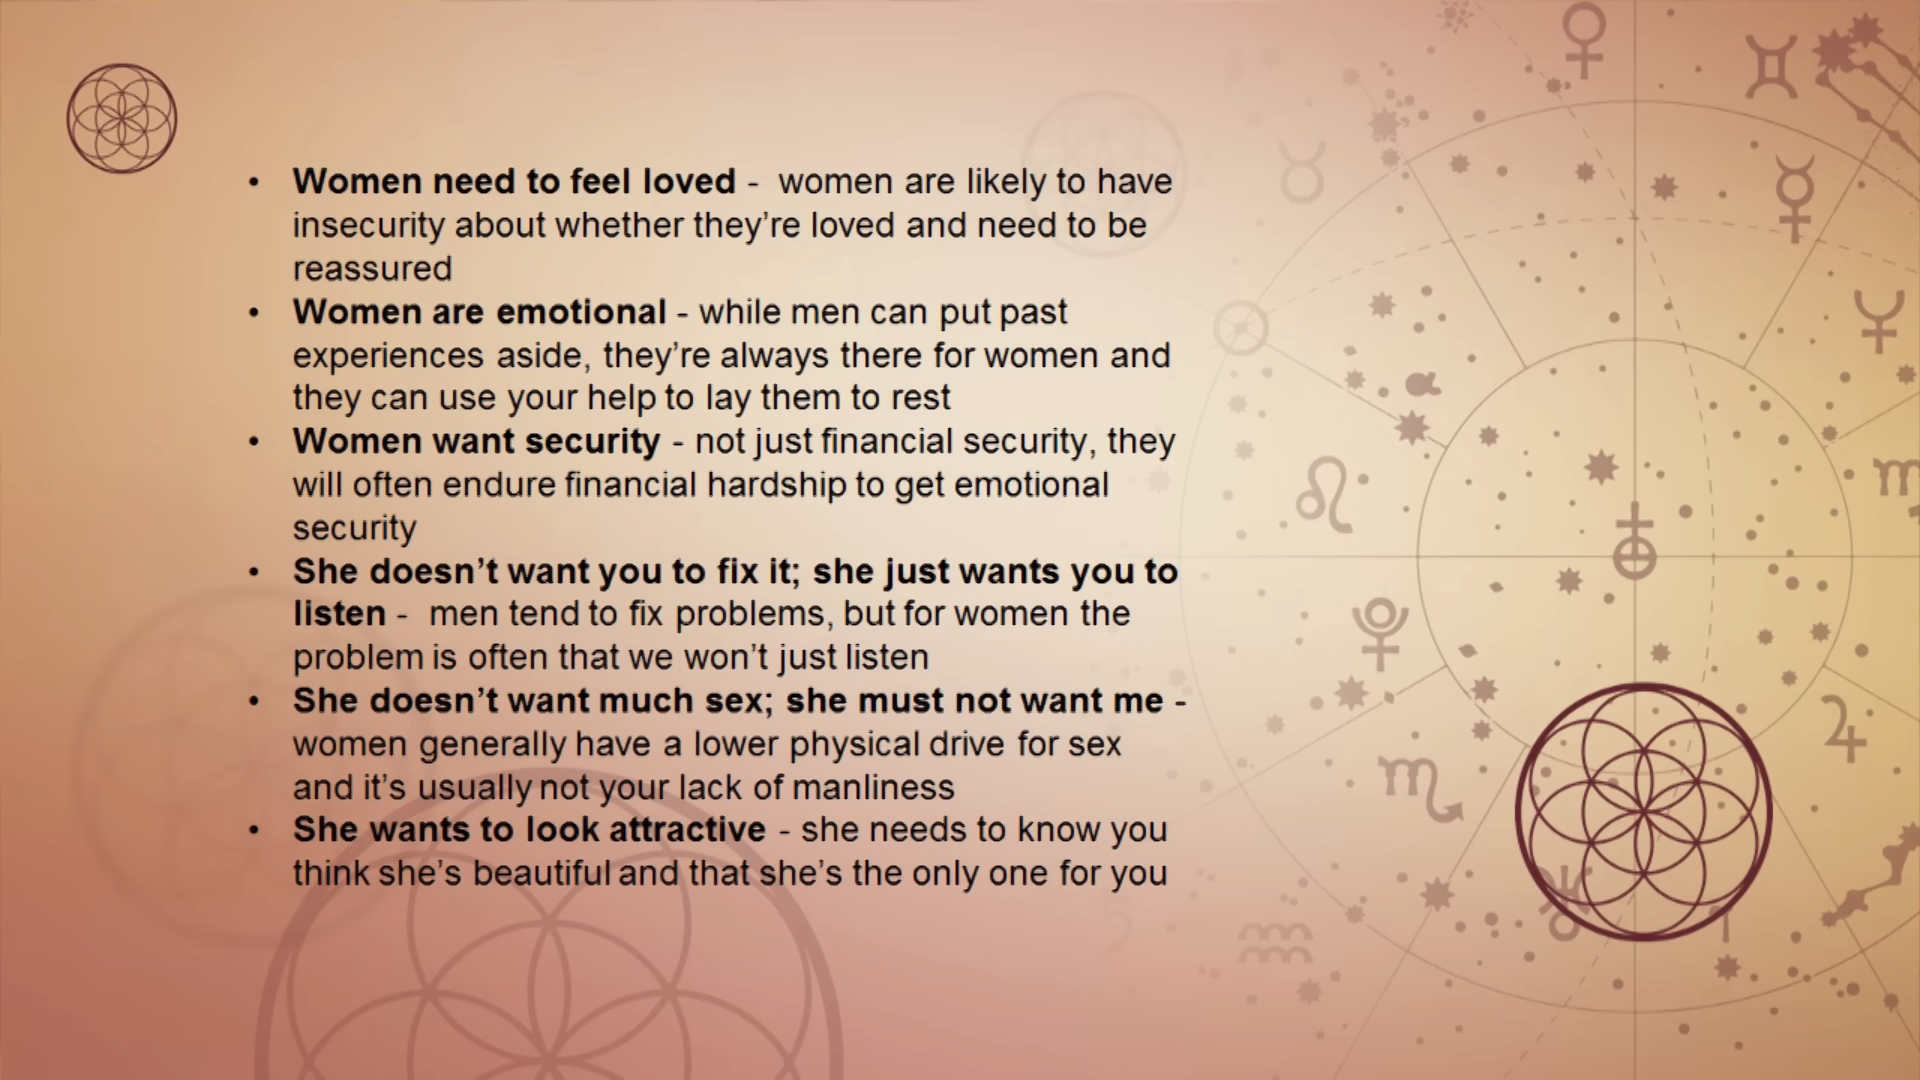 • Women need to feel loved - women are likely to have
insecurity about whether they're loved and need to be
reassured
• Women are emotional - while men can put past
experiences aside, they're always there for women and
they can use your help to lay them to rest
• Women want security - not just financial security, they
will often endure financial hardship to get emotional
security
• She doesn't want you to fix it; she just wants you to
listen - men tend to fix problems, but for women the
problem is often that we won't just listen
• She doesn't want much sex; she must not want me -
women generally have a lower physical drive for sex
and it's usually not your lack of manliness
• She wants to look attractive - she needs to know you
think she's beautiful and that she's the only one for you